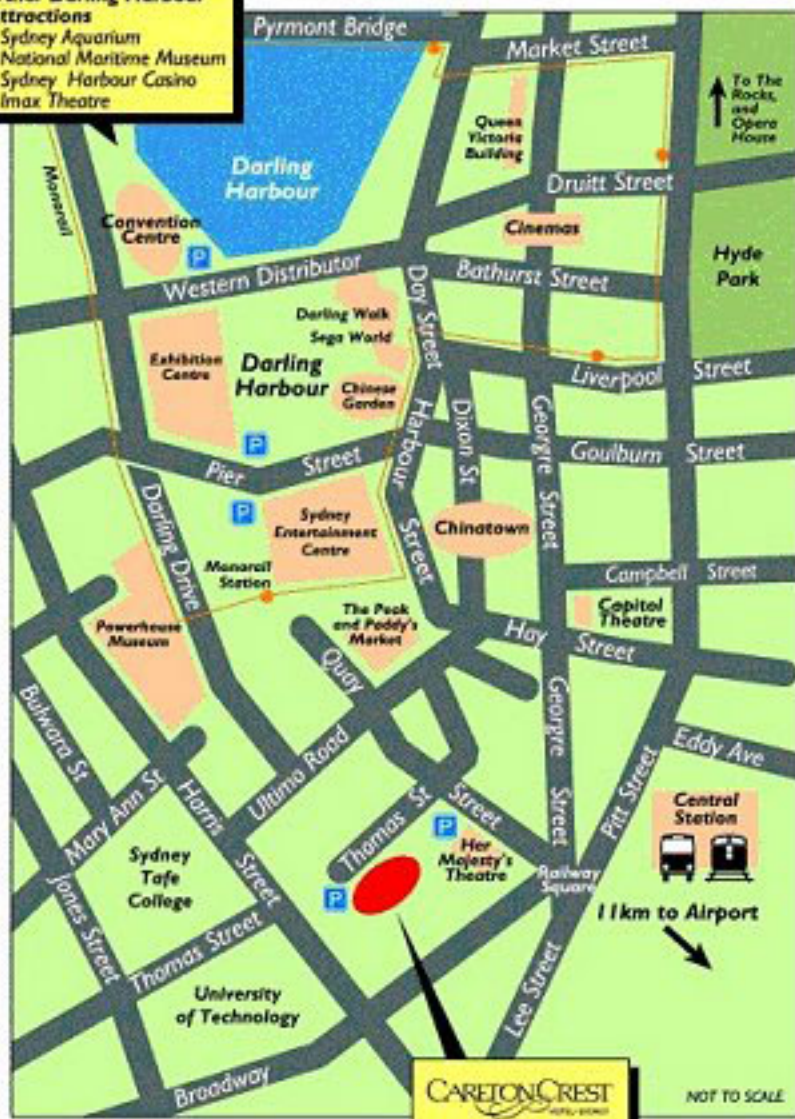 Darling Harbour
ttractions
Sydney Aquarium
National Maritime Museum
Sydney Harbour Casino
Imax Theatre
Pyrmont Bridge
Market Street
To The
Rocks,
and
Opera
House
Queen
Victoria
Building
Monorail
Darling
Harbour
Druitt Street
Convention
Centre
P
Cinemas
Hyde
Park
Western Distributor
Bathurst Street
Day Street
Darling Walk
Sega World
Exhibition
Centre
Darling
Harbour
Chinese
Garden
Liverpool Street
Harbour Street
Dixon St
Georgre Street
P
Pier Street
Goulburn Street
Darling Drive
P
Sydney
Entertainment
Centre
Chinatown
Monorail
Station
Campbell Street
The Peak
and Paddy's
Market
Capitol
Theatre
Powerhouse
Museum
Hay Street
Quay Street
Bulwara St
Georgre Street
Pitt Street
Eddy Ave
Ultimo Road
Mary Ann St
Harris Street
Central
Station
Thomas St
P
Her
Majesty's
Theatre
Sydney
Tafe
College
Railway
Square
P
11km to Airport
Jones Street
Thomas Street
Lee Street
University
of Technology
Broadway
CARLTON CREST
NOT TO SCALE